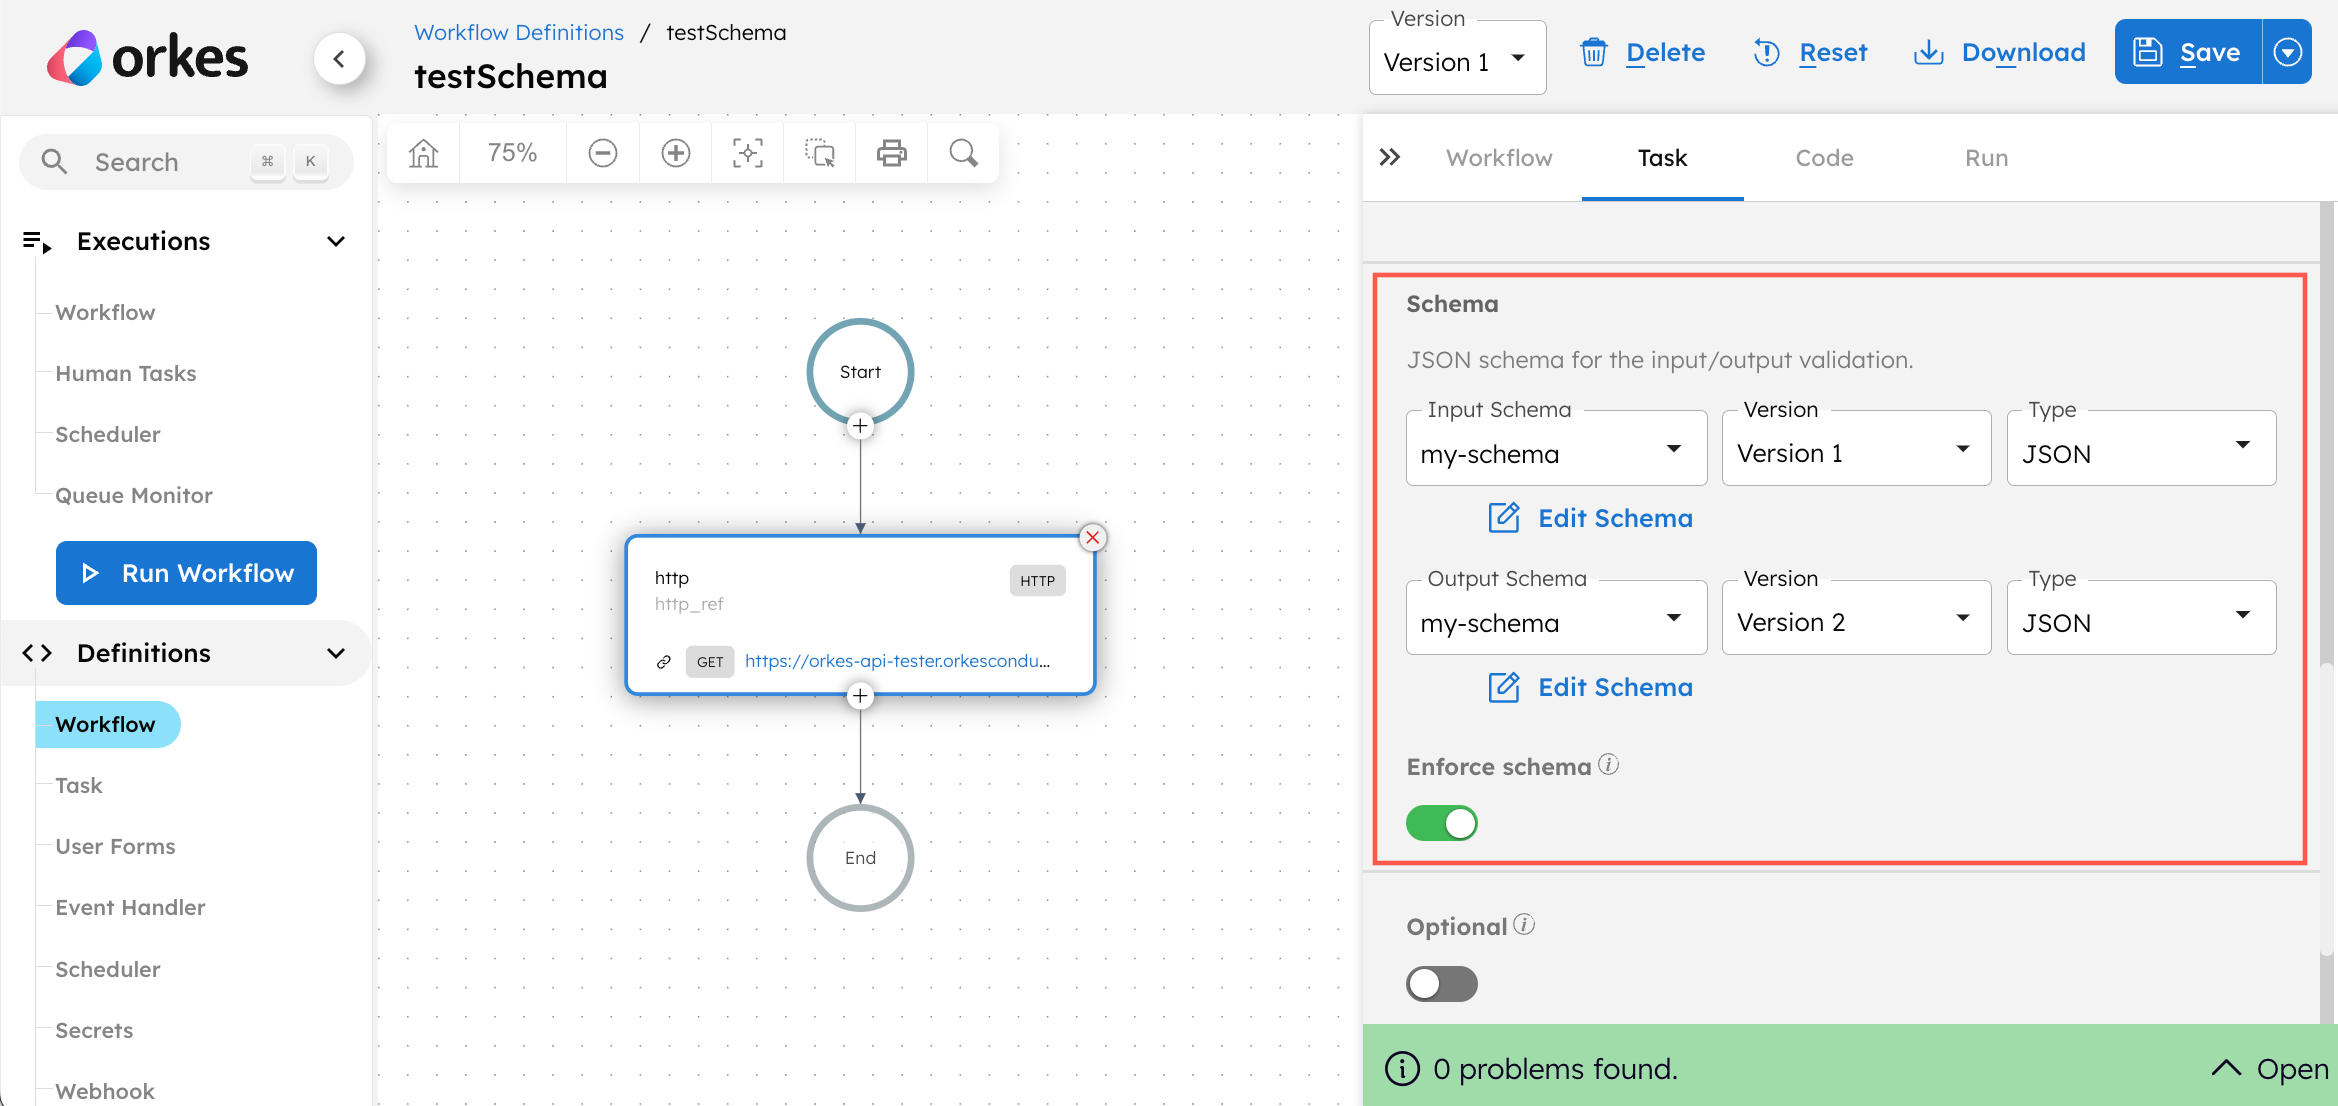 orkes
Workflow Definitions / testSchema
testSchema
Version
Version 1
Delete
Reset
Download
Save
Search
⌘ K
Executions
Workflow
Human Tasks
Scheduler
Queue Monitor
Run Workflow
Definitions
Workflow
Task
User Forms
Event Handler
Scheduler
Secrets
Webhook
75%
Start
http
HTTP
http_ref
GET https://orkes-api-tester.orkescondu...
End
Workflow Task Code Run
Schema
JSON schema for the input/output validation.
Input Schema Version Type
my-schema Version 1 JSON
Edit Schema
Output Schema Version Type
my-schema Version 2 JSON
Edit Schema
Enforce schema
Optional
0 problems found.
Open